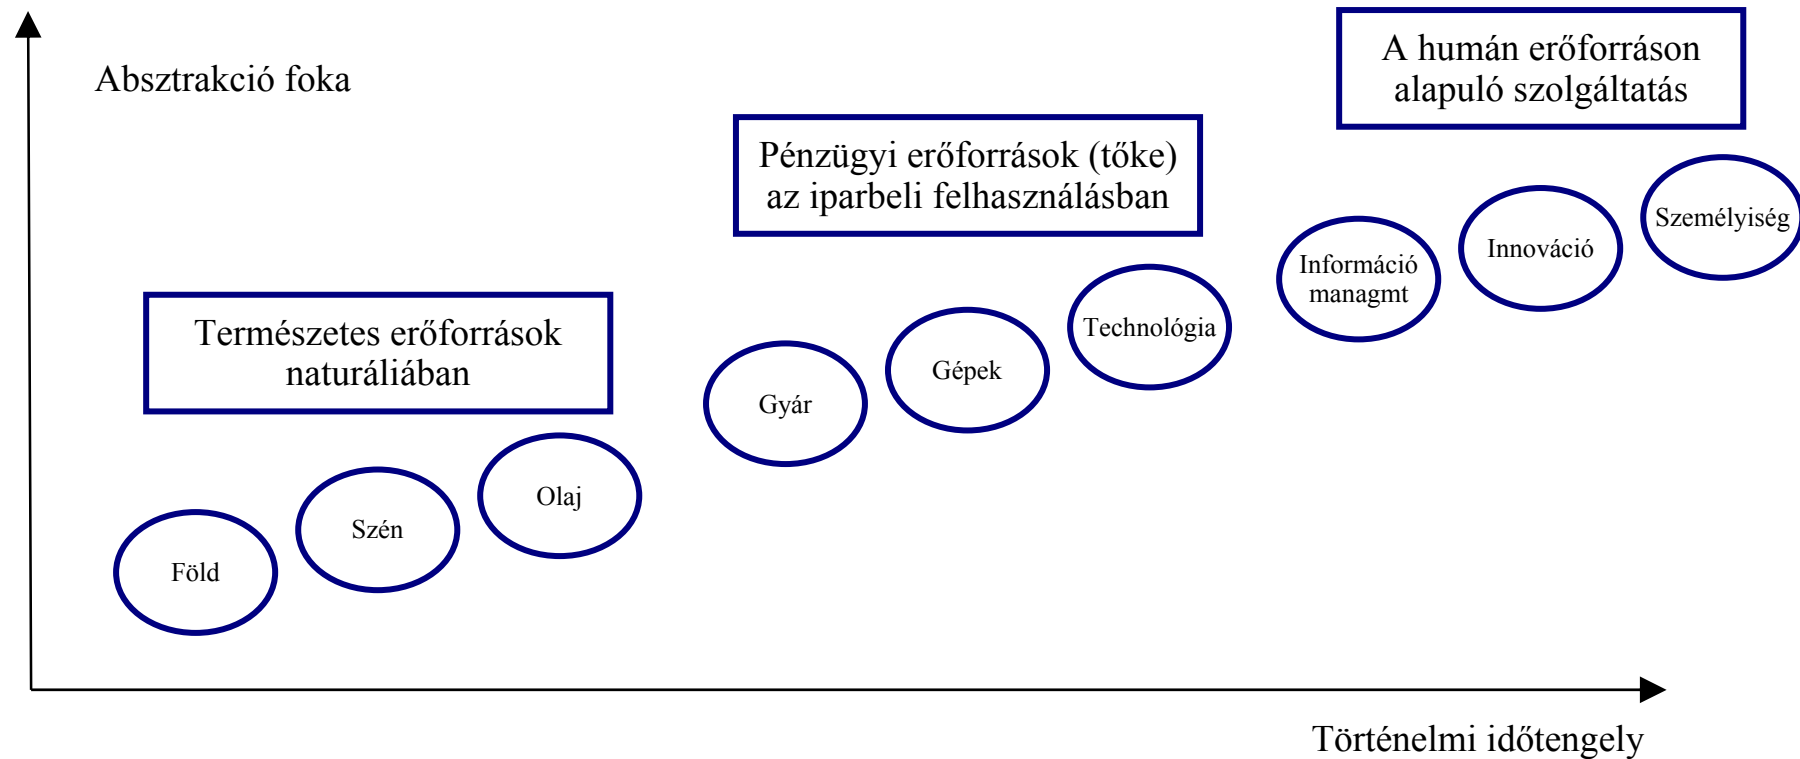 Absztrakció foka
A humán erőforráson
alapuló szolgáltatás
Pénzügyi erőforrások (tőke)
az iparbeli felhasználásban
Természetes erőforrások
naturáliában
Föld
Szén
Olaj
Gyár
Gépek
Technológia
Információ
managmt
Innováció
Személyiség
Történelmi időtengely